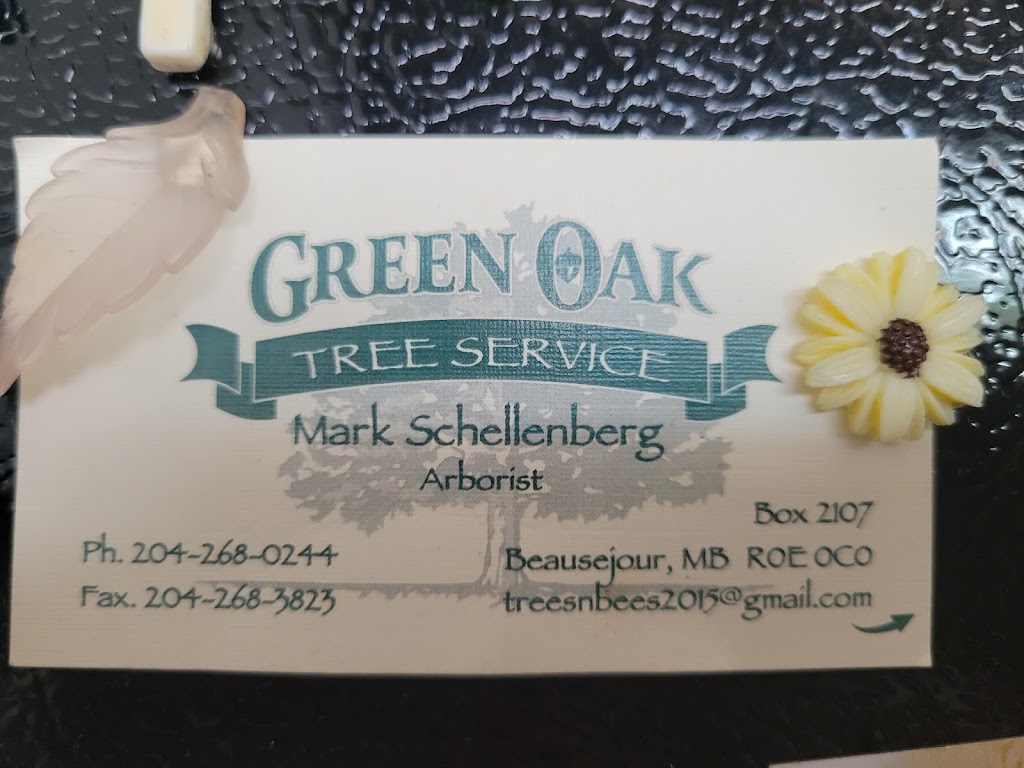 GREEN OAK
TREE SERVICE
Mark Schellenberg
Arborist
Box 2107
Ph. 204-268-0244
Beausejour, MB R0E 0C0
Fax. 204-268-3823
treesnbees2015@gmail.com